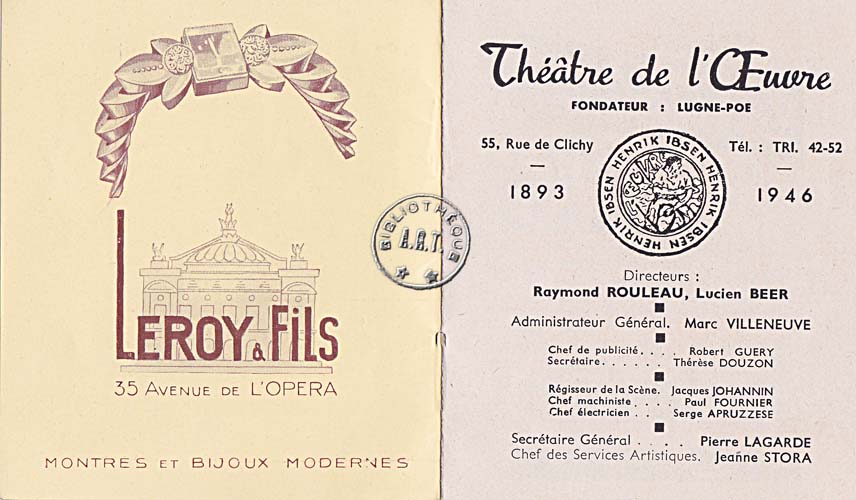 LEROY & FILS
35 AVENUE DE L'OPERA
MONTRES ET BIJOUX MODERNES
BIBLIOTHÈQUE
A.R.T.
Théâtre de l'Œuvre
FONDATEUR : LUGNE-POE
55, Rue de Clichy
Tél. : TRI. 42-52
HENRIK IBSEN HENRIK IBSEN HENRIK IBSEN
1893
1946
Directeurs :
Raymond ROULEAU, Lucien BEER
Administrateur Général. Marc VILLENEUVE
Chef de publicité . . . . Robert GUERY
Secrétaire . . . . . . Thérèse DOUZON
Régisseur de la Scène. Jacques JOHANNIN
Chef machiniste . . . . Paul FOURNIER
Chef électricien . . Serge APRUZZESE
Secrétaire Général . . . . Pierre LAGARDE
Chef des Services Artistiques. Jeanne STORA